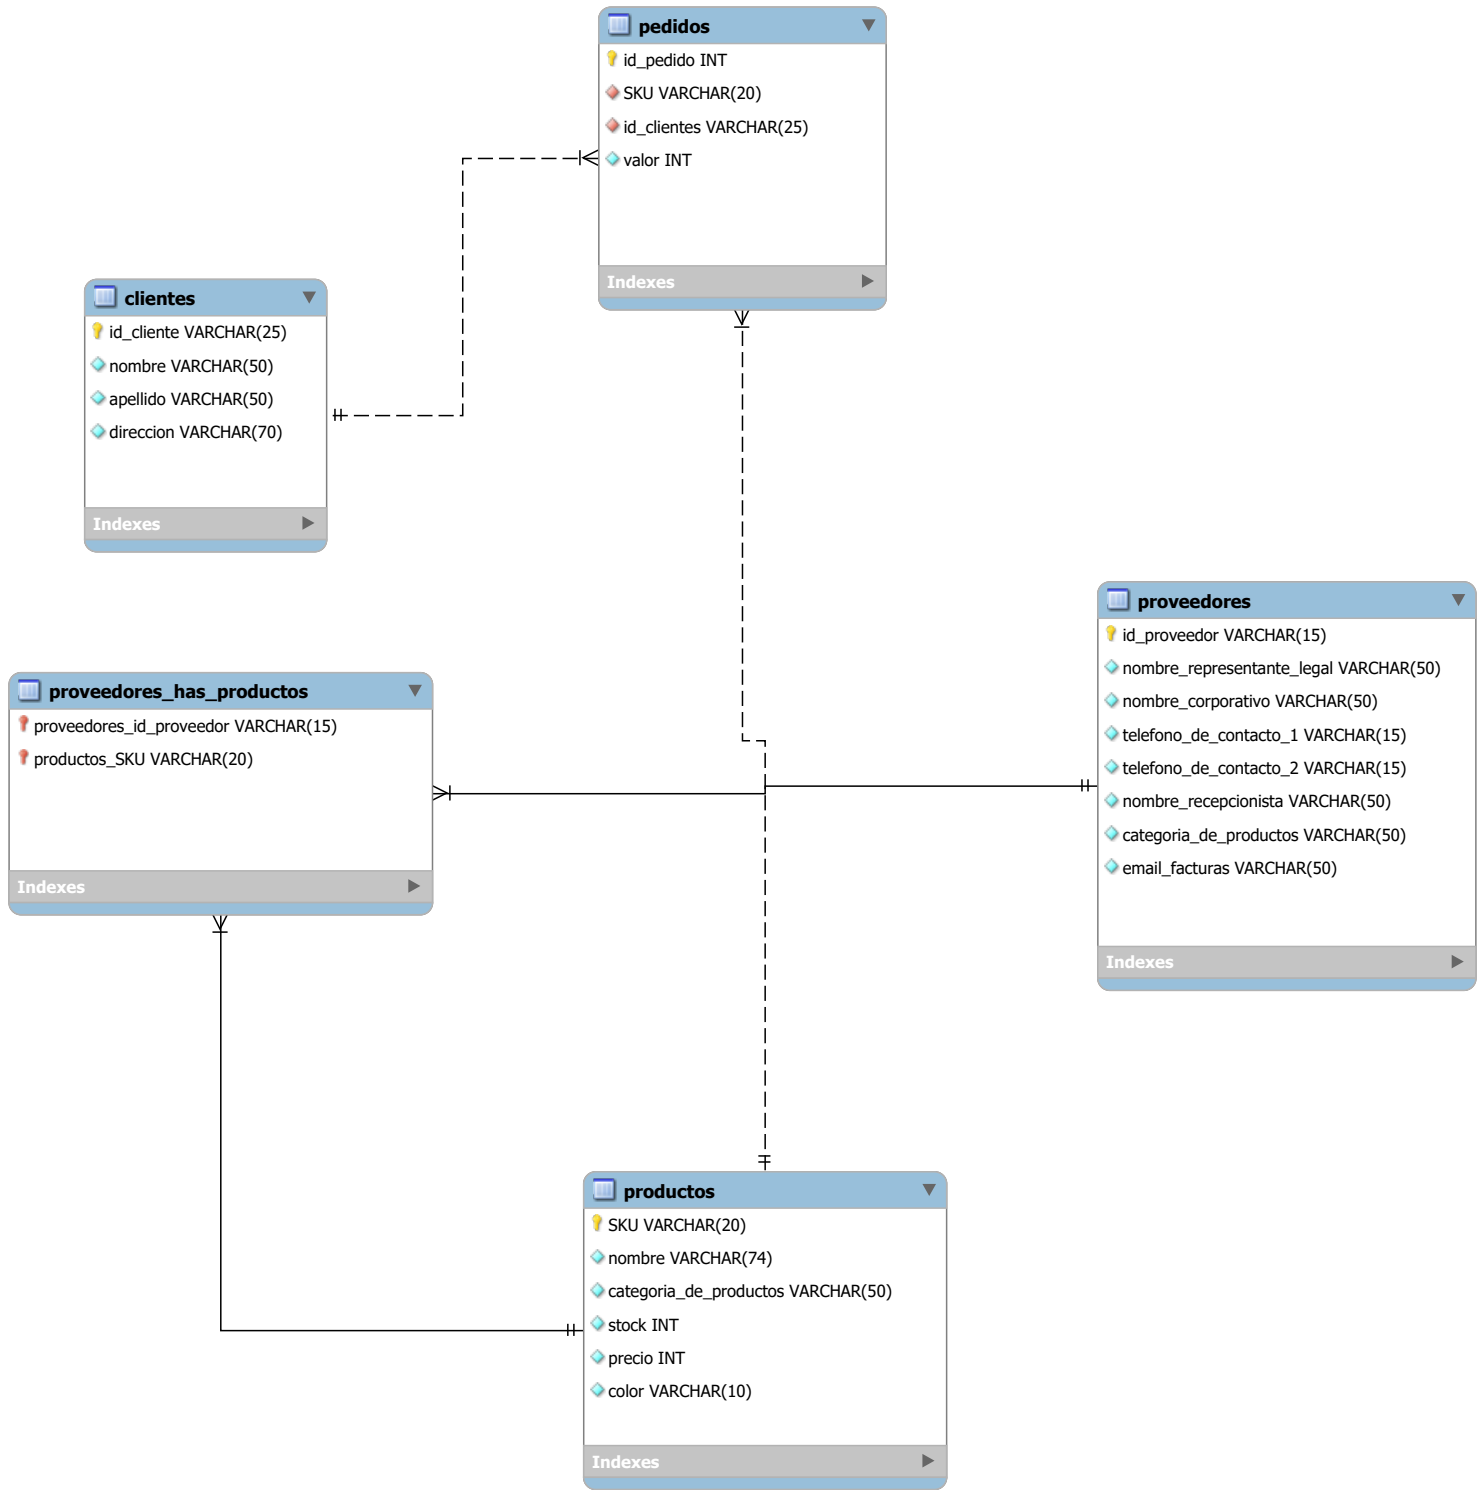 pedidos
id_pedido INT
SKU VARCHAR(20)
id_clientes VARCHAR(25)
valor INT
Indexes
clientes
id_cliente VARCHAR(25)
nombre VARCHAR(50)
apellido VARCHAR(50)
direccion VARCHAR(70)
Indexes
proveedores
id_proveedor VARCHAR(15)
nombre_representante_legal VARCHAR(50)
nombre_corporativo VARCHAR(50)
telefono_de_contacto_1 VARCHAR(15)
telefono_de_contacto_2 VARCHAR(15)
nombre_recepcionista VARCHAR(50)
categoria_de_productos VARCHAR(50)
email_facturas VARCHAR(50)
Indexes
proveedores_has_productos
proveedores_id_proveedor VARCHAR(15)
productos_SKU VARCHAR(20)
Indexes
productos
SKU VARCHAR(20)
nombre VARCHAR(74)
categoria_de_productos VARCHAR(50)
stock INT
precio INT
color VARCHAR(10)
Indexes